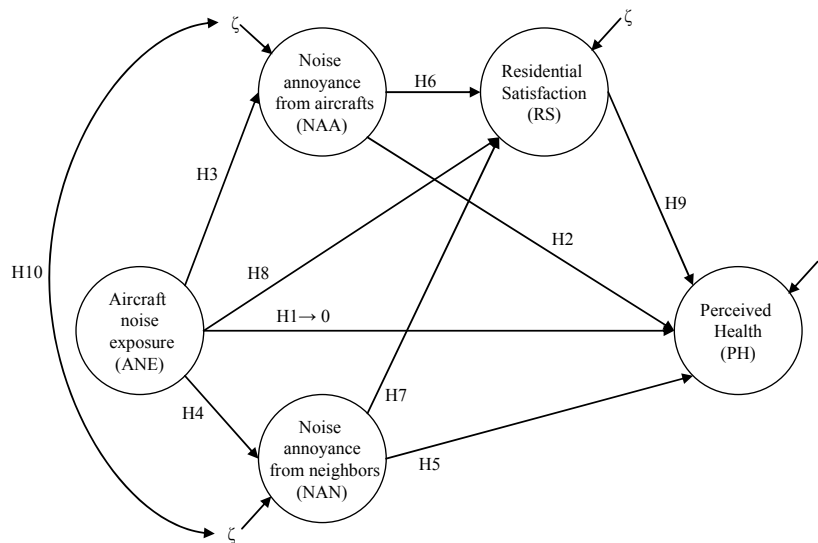 ζ
ζ
Noise
annoyance
from aircrafts
(NAA)
H6
Residential
Satisfaction
(RS)
H3
H9
H2
H10
H8
Aircraft
noise
exposure
(ANE)
H1→ 0
Perceived
Health
(PH)
H7
H4
Noise
annoyance
from neighbors
(NAN)
H5
ζ